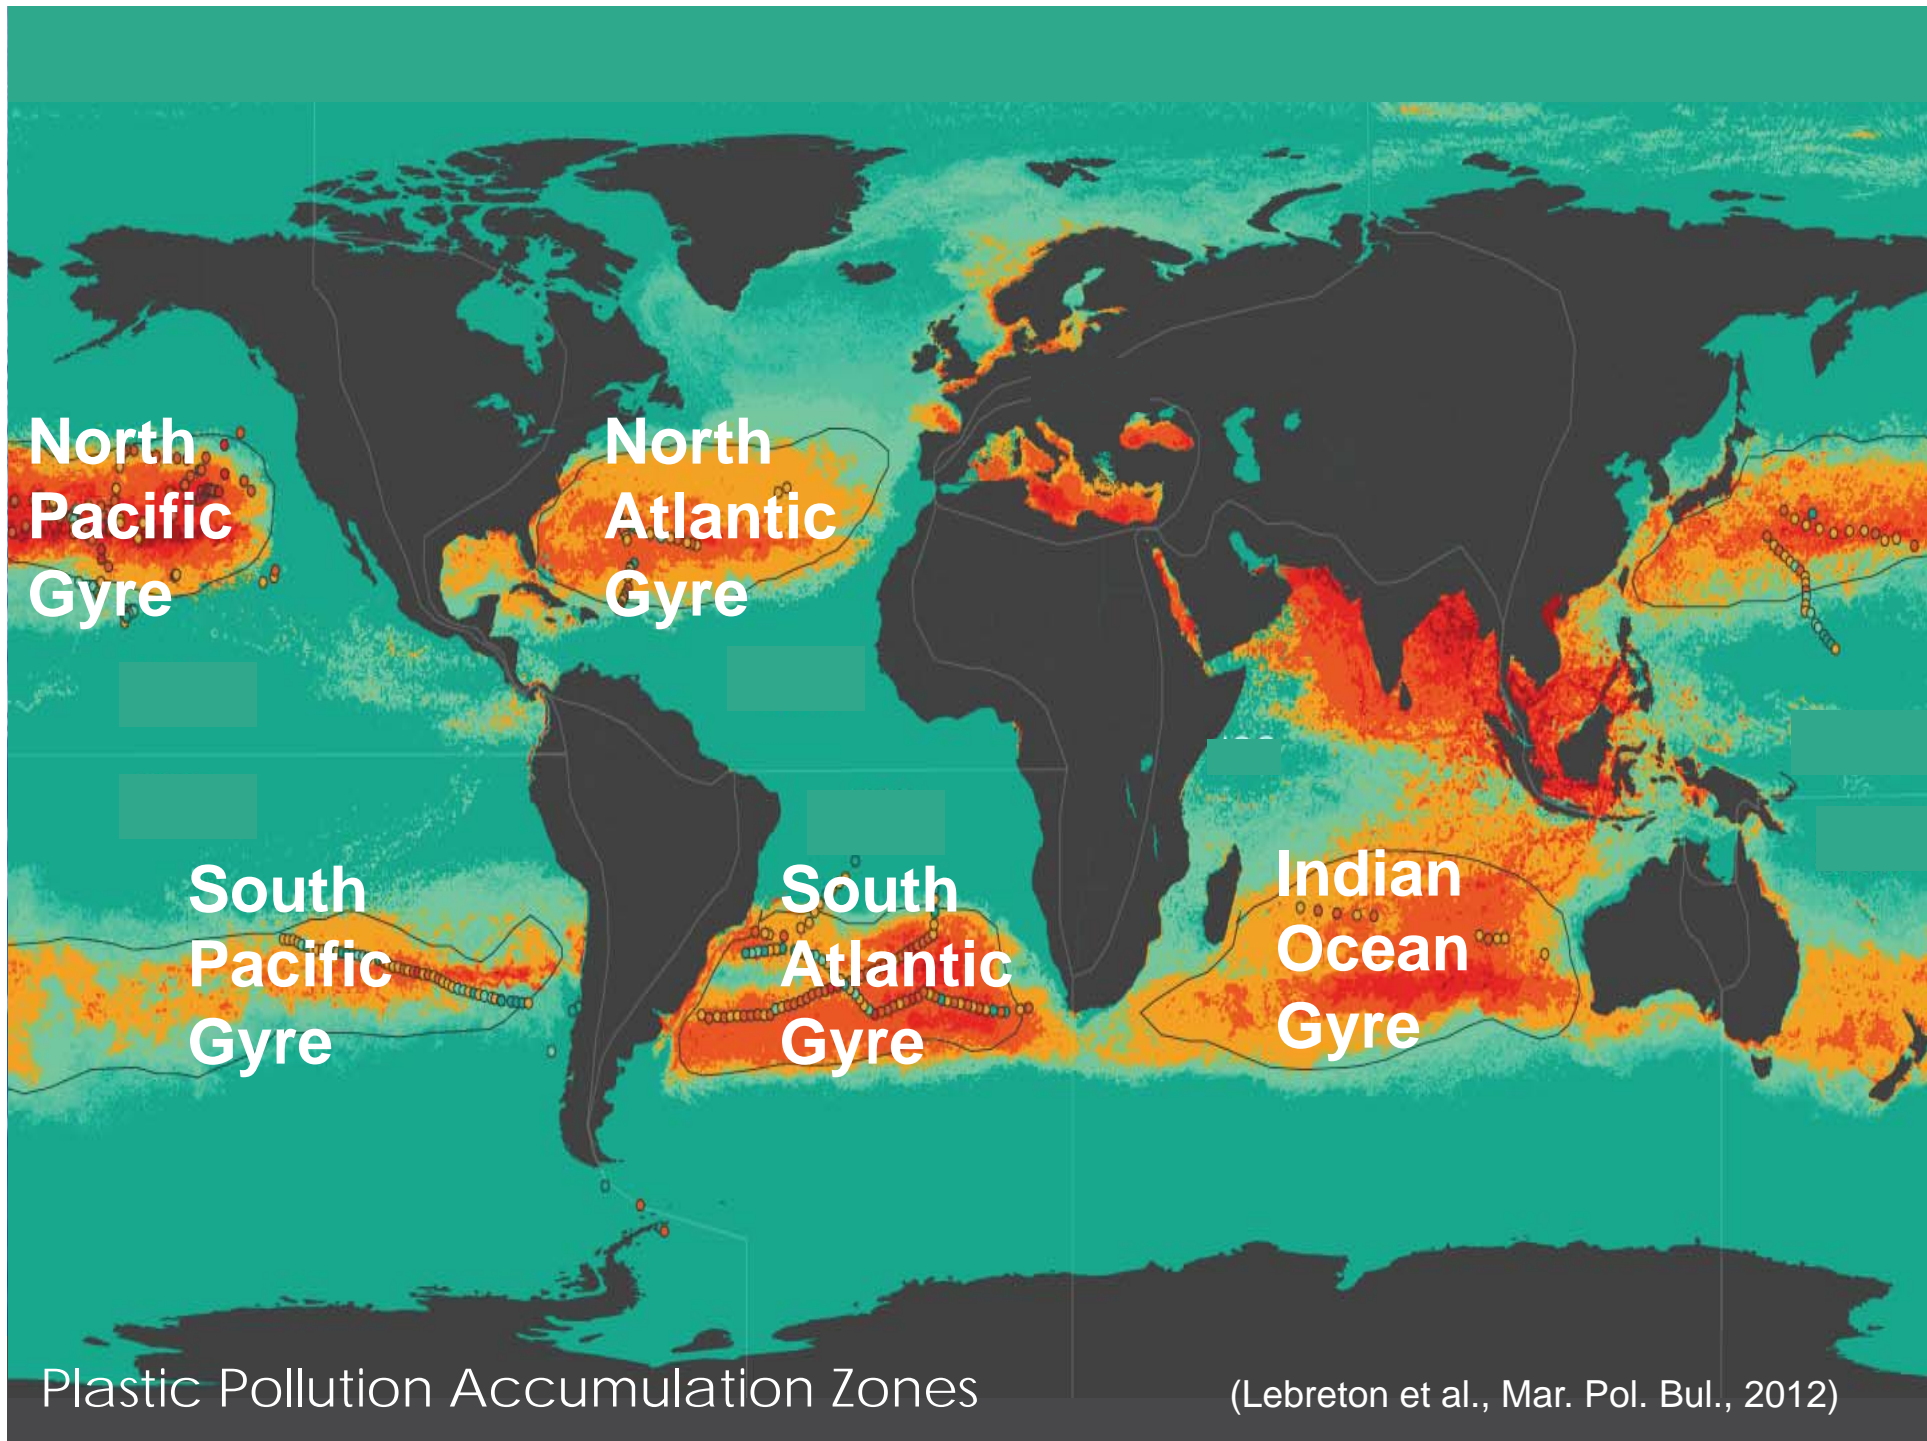 North
Pacific
Gyre
North
Atlantic
Gyre
South
Pacific
Gyre
South
Atlantic
Gyre
Indian
Ocean
Gyre
Plastic Pollution Accumulation Zones
(Lebreton et al., Mar. Pol. Bul., 2012)